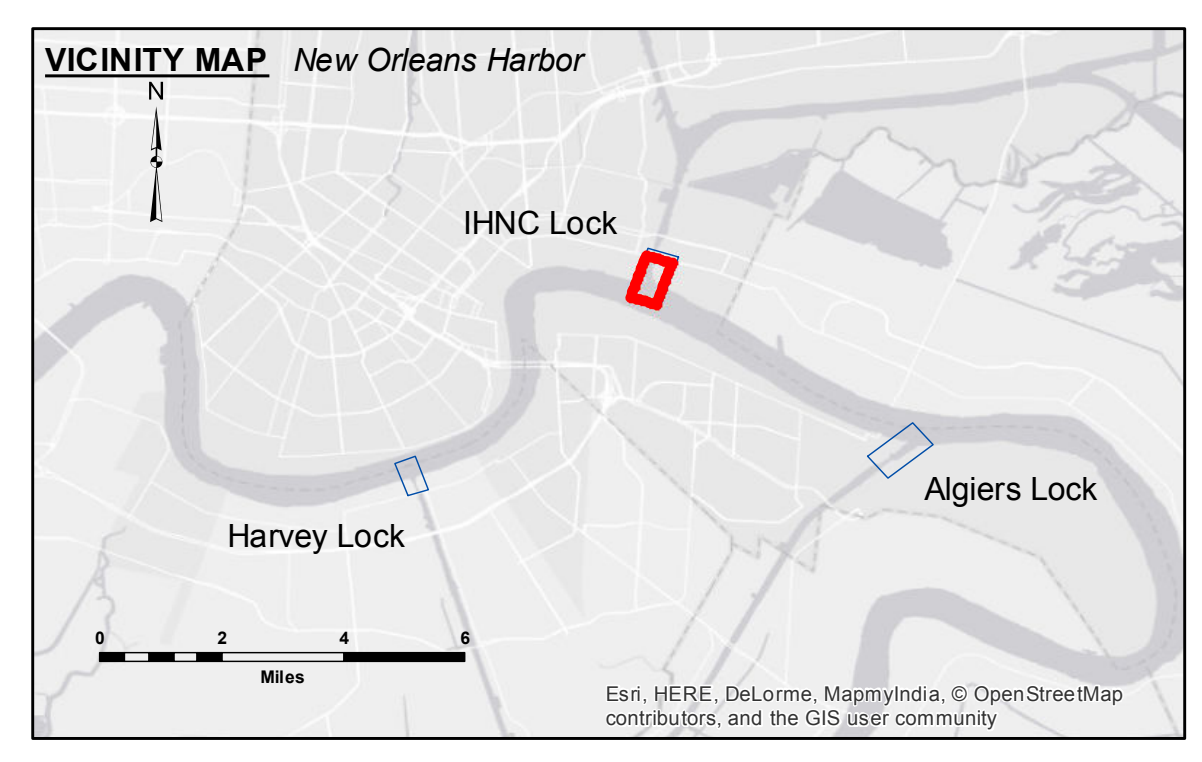 VICINITY MAP New Orleans Harbor
N
IHNC Lock
Algiers Lock
Harvey Lock
0 2 4 6
Miles
Esri, HERE, DeLorme, MapmyIndia, © OpenStreetMap
contributors, and the GIS user community